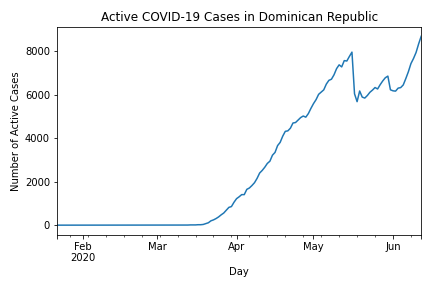 Active COVID-19 Cases in Dominican Republic
Number of Active Cases
8000
6000
4000
2000
0
Feb Mar Apr May Jun
2020
Day